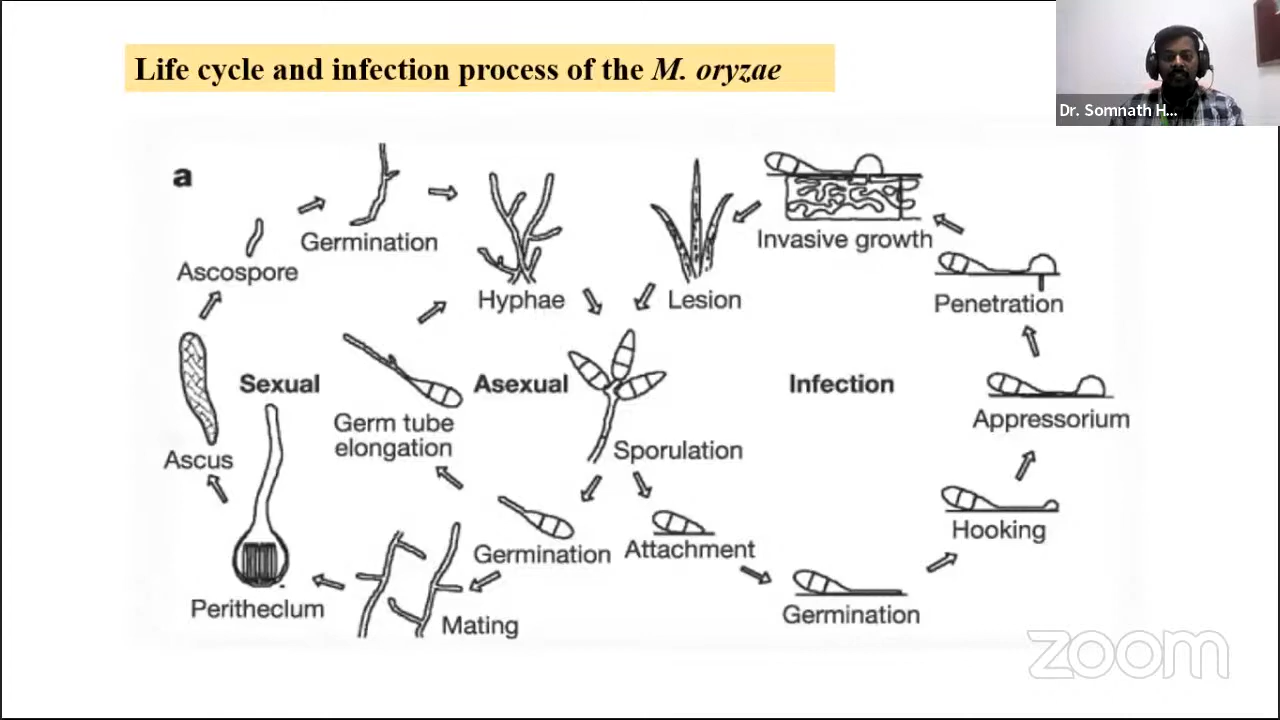 Life cycle and infection process of the M. oryzae
Dr. Somnath H...
a
Germination
Ascospore
Hyphae
Lesion
Invasive growth
Penetration
Sexual
Asexual
Infection
Germ tube
elongation
Sporulation
Appressorium
Ascus
Hooking
Germination
Attachment
Perithecium
Mating
Germination
zoom